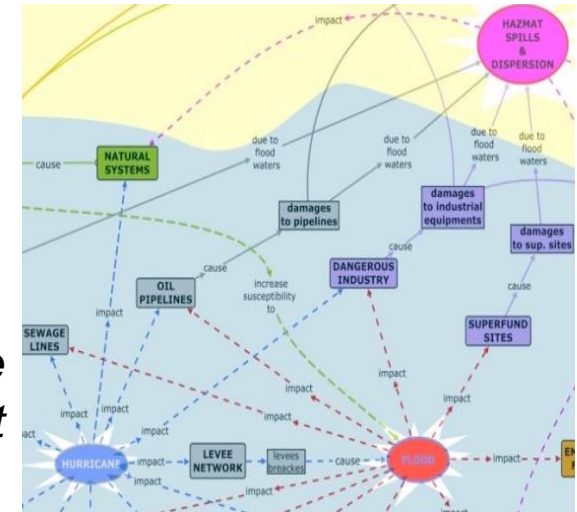 impact
HAZMAT
SPILLS
&
DISPERSION
due to
flood
waters
due to
flood
waters
due to
flood
waters
due to
flood
waters
cause
NATURAL
SYSTEMS
damages
to pipelines
damages
to industrial
equipments
damages
to sup. sites
cause
cause
cause
OIL
PIPELINES
increase
susceptibility
to
DANGEROUS
INDUSTRY
SEWAGE
LINES
SUPERFUND
SITES
impact
impact
impact
impact
impact
impact
impact
impact
impact
HURRICANE
impact
LEVEE
NETWORK
levees
breackes
cause
FLOOD
impact
impact
impact